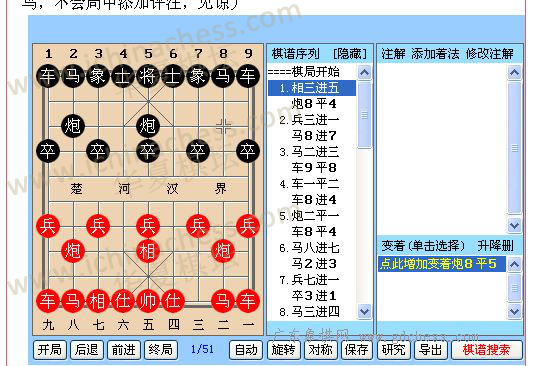 鸟，不会局中添加评注，见谅）
1 2 3 4 5 6 7 8 9
车 马 象 士 将 士 象 马 车
炮 炮
卒 卒 卒 卒 卒
楚 河 汉 界
兵 兵 兵 兵 兵
炮 相 炮
车 马 相 仕 帅 仕 马 车
九 八 七 六 五 四 三 二 一
棋谱序列 [隐藏]
====棋局开始
1.相三进五
炮8平4
2.兵三进一
马8进7
3.马二进三
车9平8
4.车一平二
车8进4
5.炮二平一
车8平4
6.马八进七
马2进3
7.兵七进一
卒3进1
8.马三进四
注解 添加着法 修改注解
变着(单击选择) 升降册
点此增加变着炮8平5
开局 后退 前进 终局 1/51 自动 旋转 对称 保存 研究 导出 棋谱搜索
广东象棋网 www.gdchess.com